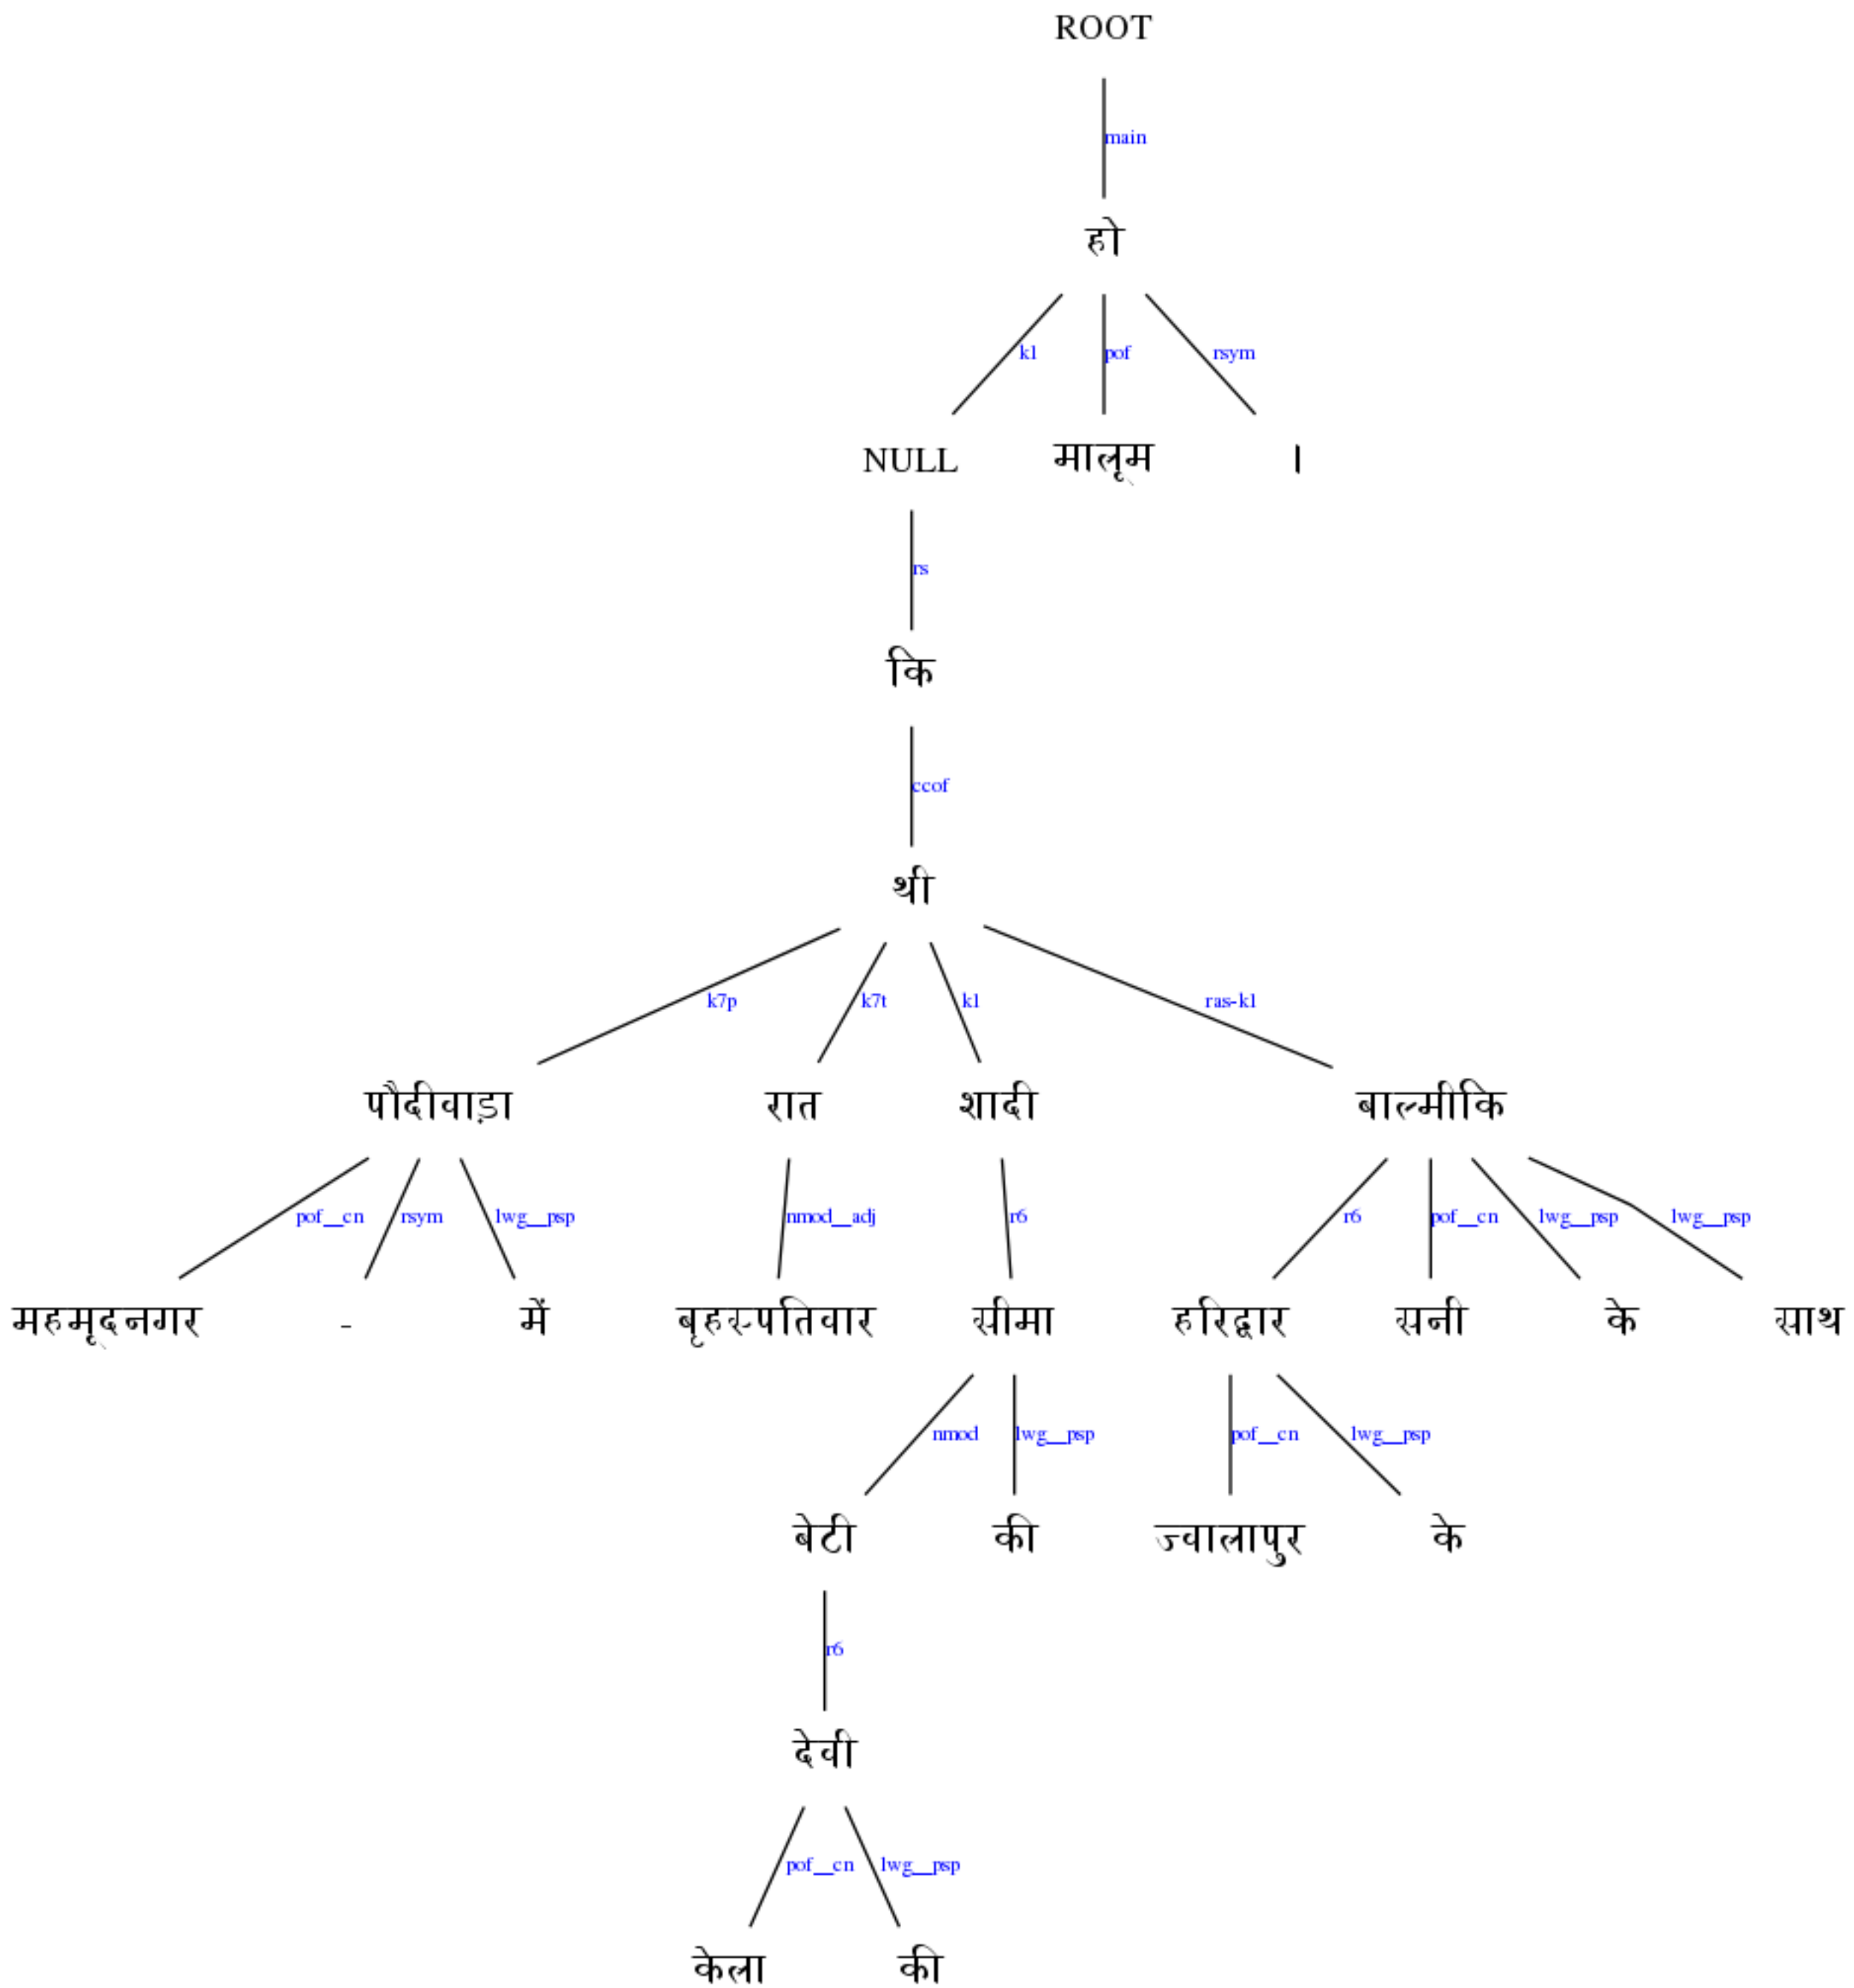 ROOT
main
हो
k1 pof rsym
NULL मालूम ।
rs
कि
ccof
थी
k7p k7t k1 ras-k1
पौदीवाड़ा रात शादी बाल्मीकि
pof__cn rsym lwg__psp nmod__adj r6 r6 pof__cn lwg__psp lwg__psp
महमूदनगर - में बृहस्पतिवार सीमा हरिद्वार सनी के साथ
nmod lwg__psp pof__cn lwg__psp
बेटी की ज्वालापुर के
r6
देवी
pof__cn lwg__psp
केला की